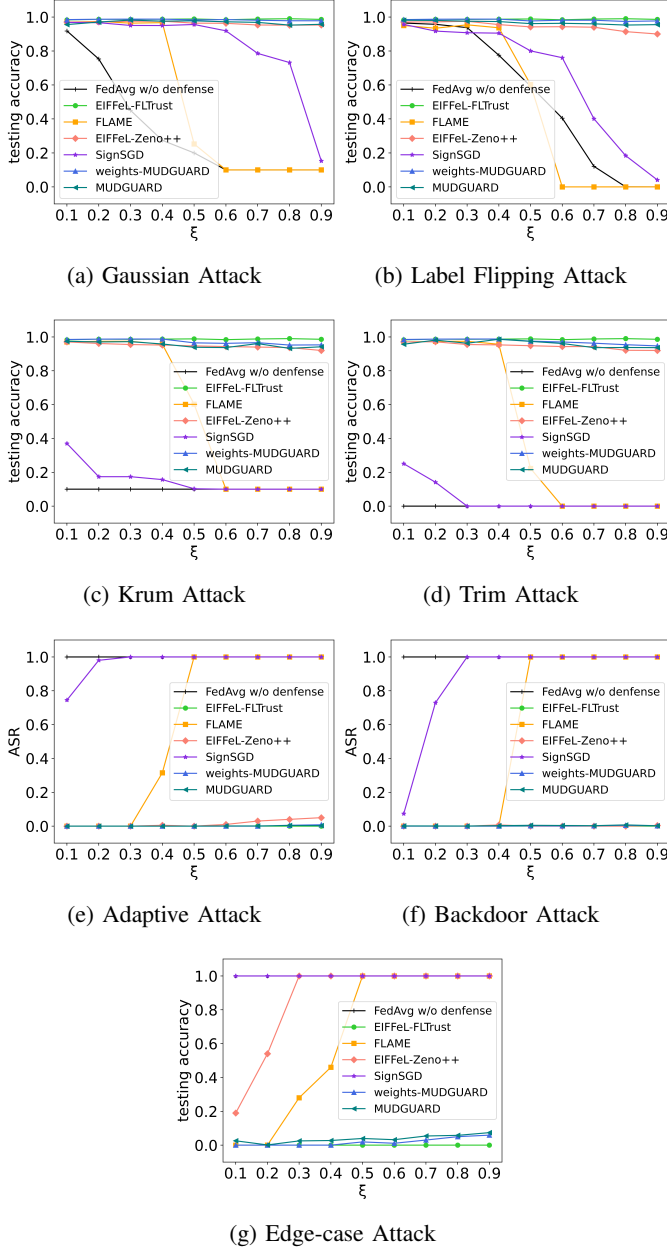 testing accuracy
1.0
0.8
0.6
0.4
0.2
0.0
FedAvg w/o denfense
EIFFeL-FLTrust
FLAME
EIFFeL-Zeno++
SignSGD
weights-MUDGUARD
MUDGUARD
0.1 0.2 0.3 0.4 0.5 0.6 0.7 0.8 0.9
ξ
(a) Gaussian Attack
testing accuracy
1.0
0.8
0.6
0.4
0.2
0.0
FedAvg w/o denfense
EIFFeL-FLTrust
FLAME
EIFFeL-Zeno++
SignSGD
weights-MUDGUARD
MUDGUARD
0.1 0.2 0.3 0.4 0.5 0.6 0.7 0.8 0.9
ξ
(b) Label Flipping Attack
testing accuracy
1.0
0.8
0.6
0.4
0.2
0.0
FedAvg w/o denfense
EIFFeL-FLTrust
FLAME
EIFFeL-Zeno++
SignSGD
weights-MUDGUARD
MUDGUARD
0.1 0.2 0.3 0.4 0.5 0.6 0.7 0.8 0.9
ξ
(c) Krum Attack
testing accuracy
1.0
0.8
0.6
0.4
0.2
0.0
FedAvg w/o denfense
EIFFeL-FLTrust
FLAME
EIFFeL-Zeno++
SignSGD
weights-MUDGUARD
MUDGUARD
0.1 0.2 0.3 0.4 0.5 0.6 0.7 0.8 0.9
ξ
(d) Trim Attack
ASR
1.0
0.8
0.6
0.4
0.2
0.0
FedAvg w/o denfense
EIFFeL-FLTrust
FLAME
EIFFeL-Zeno++
SignSGD
weights-MUDGUARD
MUDGUARD
0.1 0.2 0.3 0.4 0.5 0.6 0.7 0.8 0.9
ξ
(e) Adaptive Attack
ASR
1.0
0.8
0.6
0.4
0.2
0.0
FedAvg w/o denfense
EIFFeL-FLTrust
FLAME
EIFFeL-Zeno++
SignSGD
weights-MUDGUARD
MUDGUARD
0.1 0.2 0.3 0.4 0.5 0.6 0.7 0.8 0.9
ξ
(f) Backdoor Attack
testing accuracy
1.0
0.8
0.6
0.4
0.2
0.0
FedAvg w/o denfense
EIFFeL-FLTrust
FLAME
EIFFeL-Zeno++
SignSGD
weights-MUDGUARD
MUDGUARD
0.1 0.2 0.3 0.4 0.5 0.6 0.7 0.8 0.9
ξ
(g) Edge-case Attack